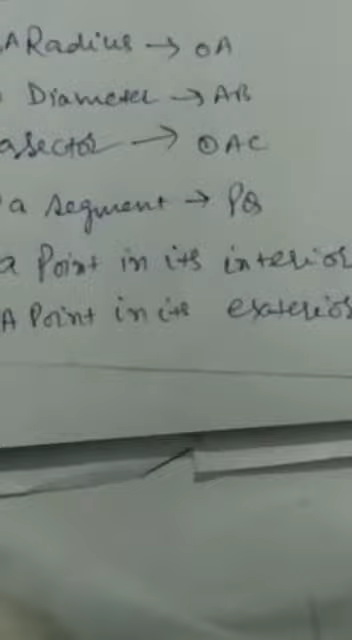 A Radius → OA
Diameter → AB
a sector → OAC
a segment → PQ
a Point in its interior
A Point in its exterior